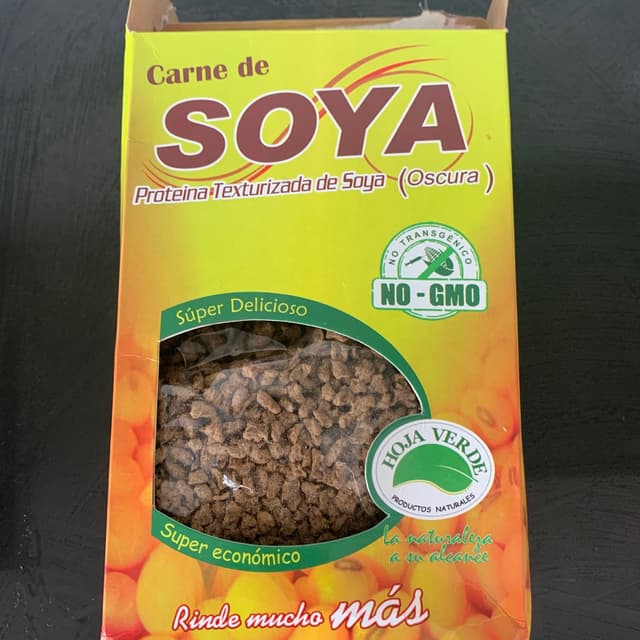 Carne de
SOYA
Proteina Texturizada de Soya (Oscura)
NO TRANSGÉNICO
NO - GMO
Súper Delicioso
HOJA VERDE
PRODUCTOS NATURALES
Super económico
La naturaleza
a su alcance
Rinde mucho más